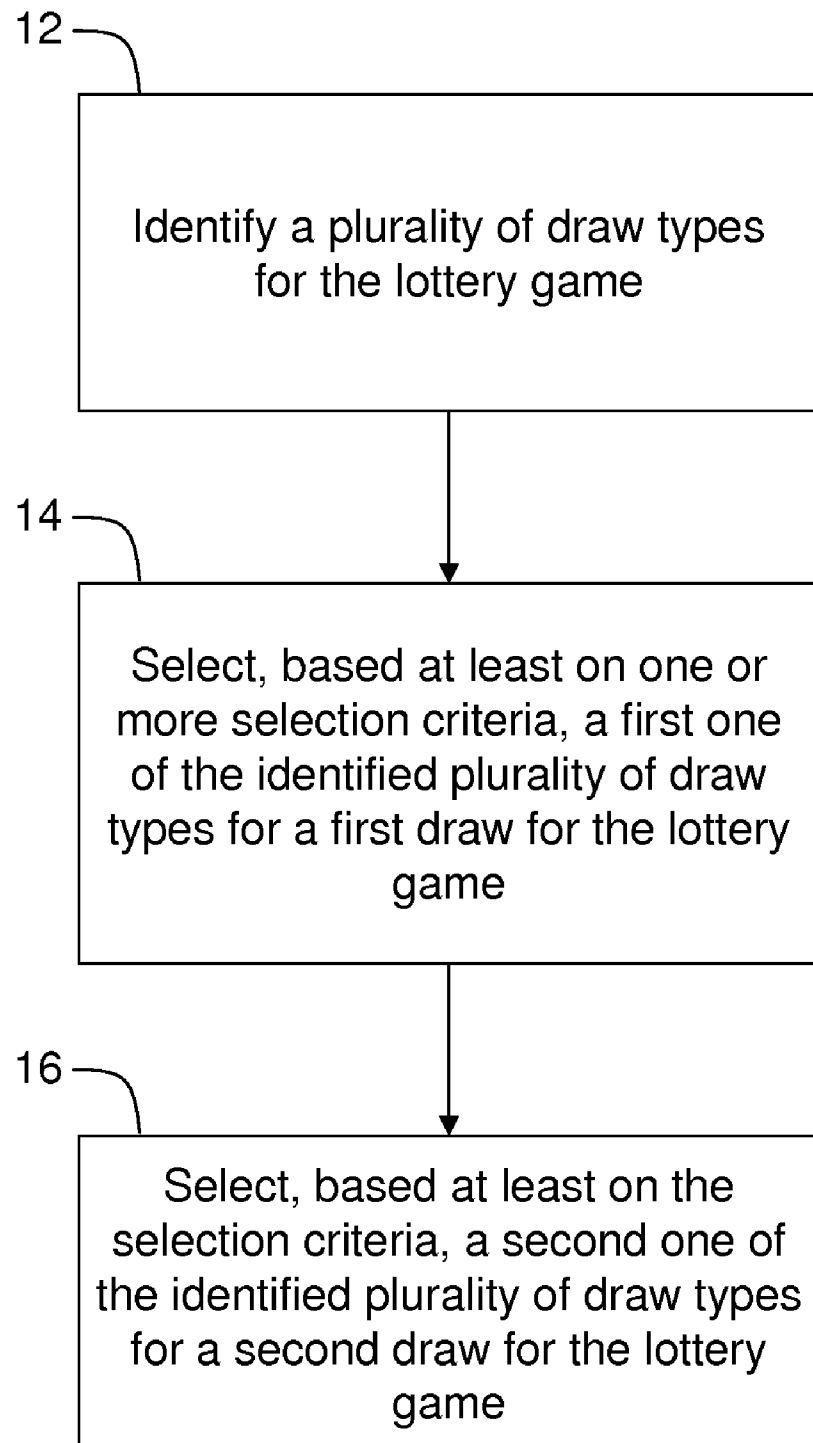 12
Identify a plurality of draw types
for the lottery game
14
Select, based at least on one or
more selection criteria, a first one
of the identified plurality of draw
types for a first draw for the lottery
game
16
Select, based at least on the
selection criteria, a second one of
the identified plurality of draw types
for a second draw for the lottery
game